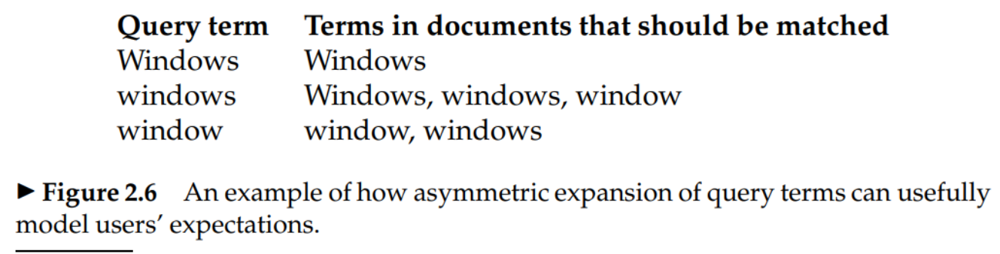 Query term Terms in documents that should be matched
Windows Windows
windows Windows, windows, window
window window, windows
▶ Figure 2.6 An example of how asymmetric expansion of query terms can usefully
model users’ expectations.